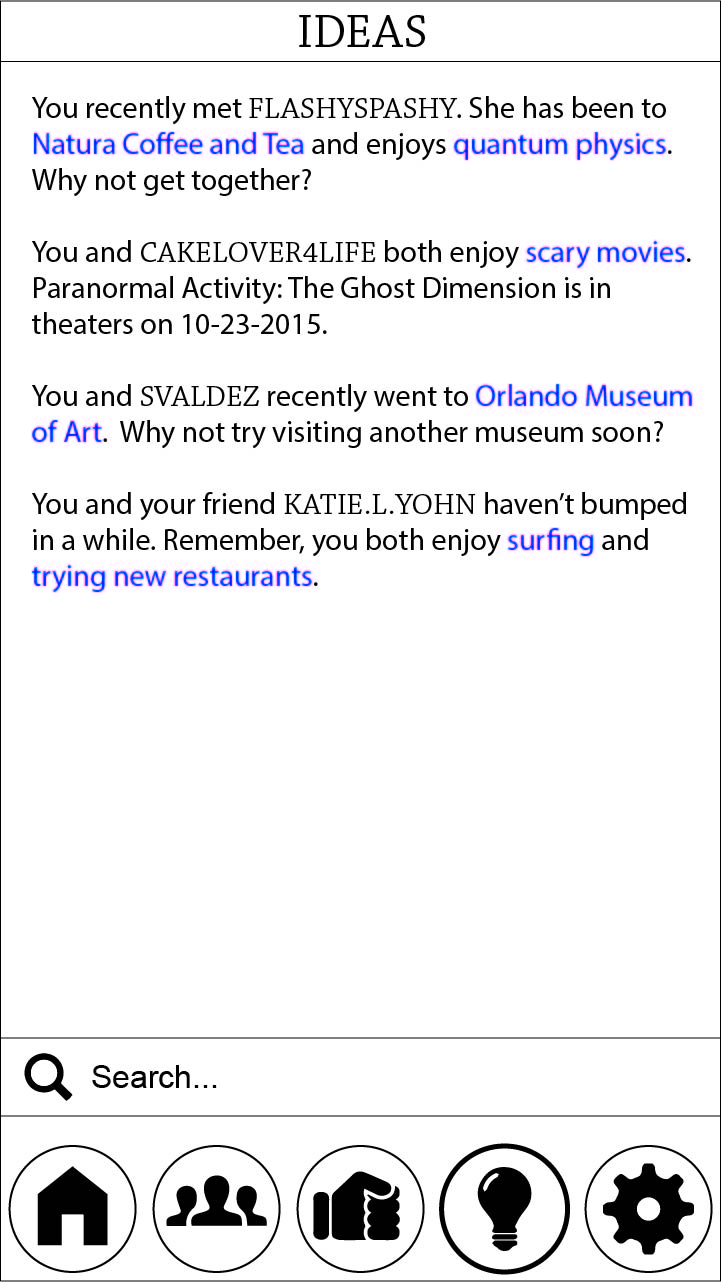 IDEAS
You recently met FLASHYSPASHY. She has been to
Natura Coffee and Tea and enjoys quantum physics.
Why not get together?
You and CAKELOVER4LIFE both enjoy scary movies.
Paranormal Activity: The Ghost Dimension is in
theaters on 10-23-2015.
You and SVALDEZ recently went to Orlando Museum
of Art.  Why not try visiting another museum soon?
You and your friend KATIE.L.YOHN haven’t bumped
in a while. Remember, you both enjoy surfing and
trying new restaurants.
Search...